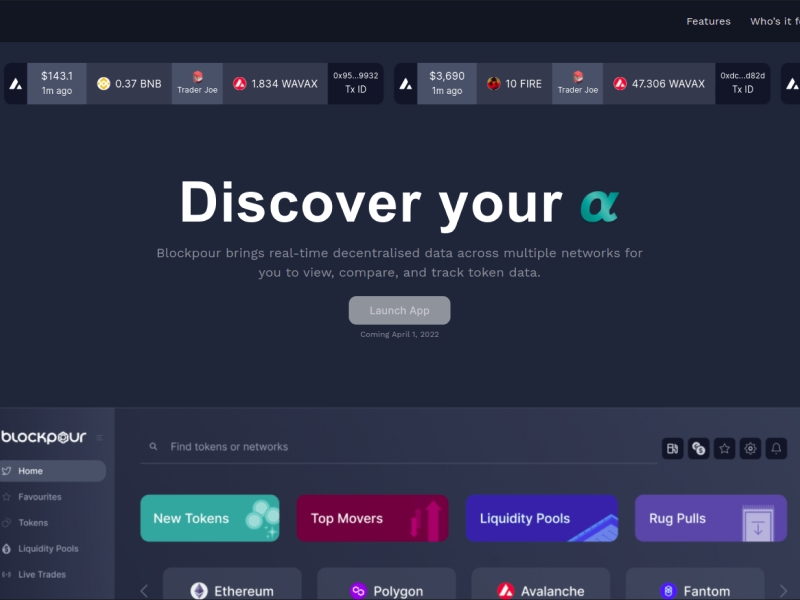 Features Who's it f
$143.1
1m ago
0.37 BNB
Trader Joe
1.834 WAVAX
0x95...9932
Tx ID
$3,690
1m ago
10 FIRE
Trader Joe
47.306 WAVAX
0xdc...d82d
Tx ID
Discover your α
Blockpour brings real-time decentralised data across multiple networks for
you to view, compare, and track token data.
Launch App
Coming April 1, 2022
blockpour
Find tokens or networks
Home
Favourites
Tokens
Liquidity Pools
Live Trades
New Tokens
Top Movers
Liquidity Pools
Rug Pulls
Ethereum
Polygon
Avalanche
Fantom